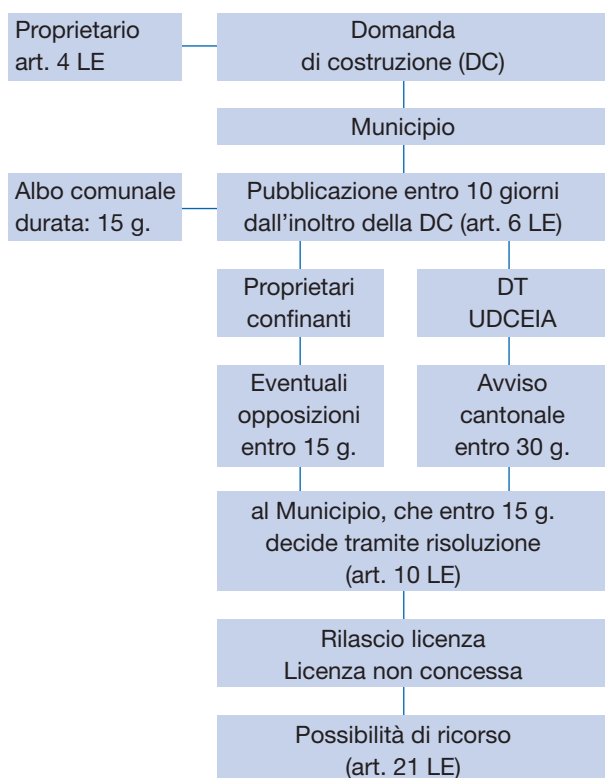 Proprietario
art. 4 LE
Domanda
di costruzione (DC)
Municipio
Albo comunale
durata: 15 g.
Pubblicazione entro 10 giorni
dall'inoltro della DC (art. 6 LE)
Proprietari
confinanti
DT
UDCEIA
Eventuali
opposizioni
entro 15 g.
Avviso
cantonale
entro 30 g.
al Municipio, che entro 15 g.
decide tramite risoluzione
(art. 10 LE)
Rilascio licenza
Licenza non concessa
Possibilità di ricorso
(art. 21 LE)